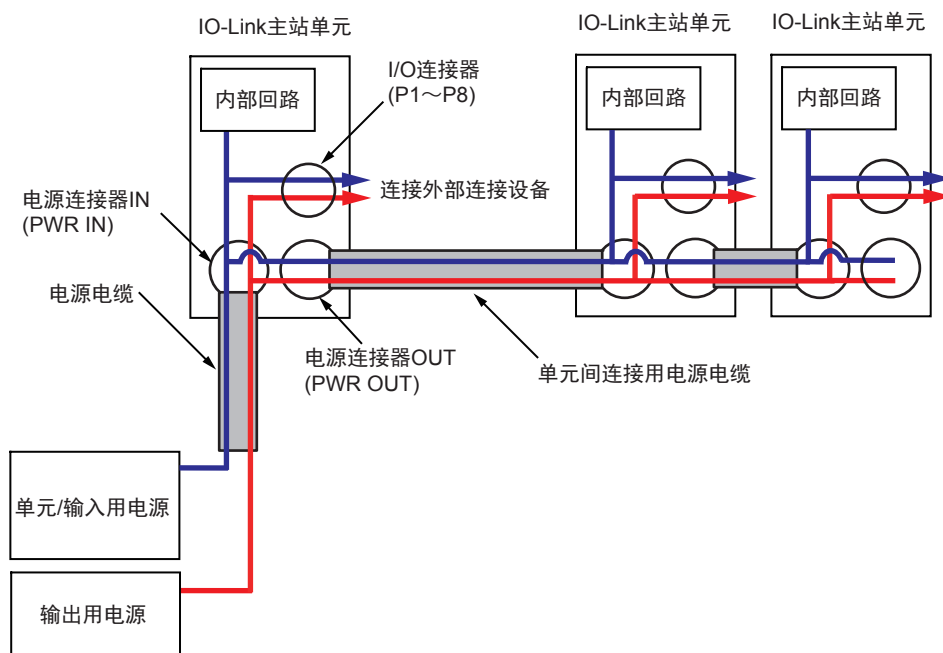 IO-Link主站单元
IO-Link主站单元
IO-Link主站单元
内部回路
I/O连接器
(P1～P8)
内部回路
内部回路
电源连接器IN
(PWR IN)
连接外部连接设备
电源电缆
电源连接器OUT
(PWR OUT)
单元间连接用电源电缆
单元/输入用电源
输出用电源